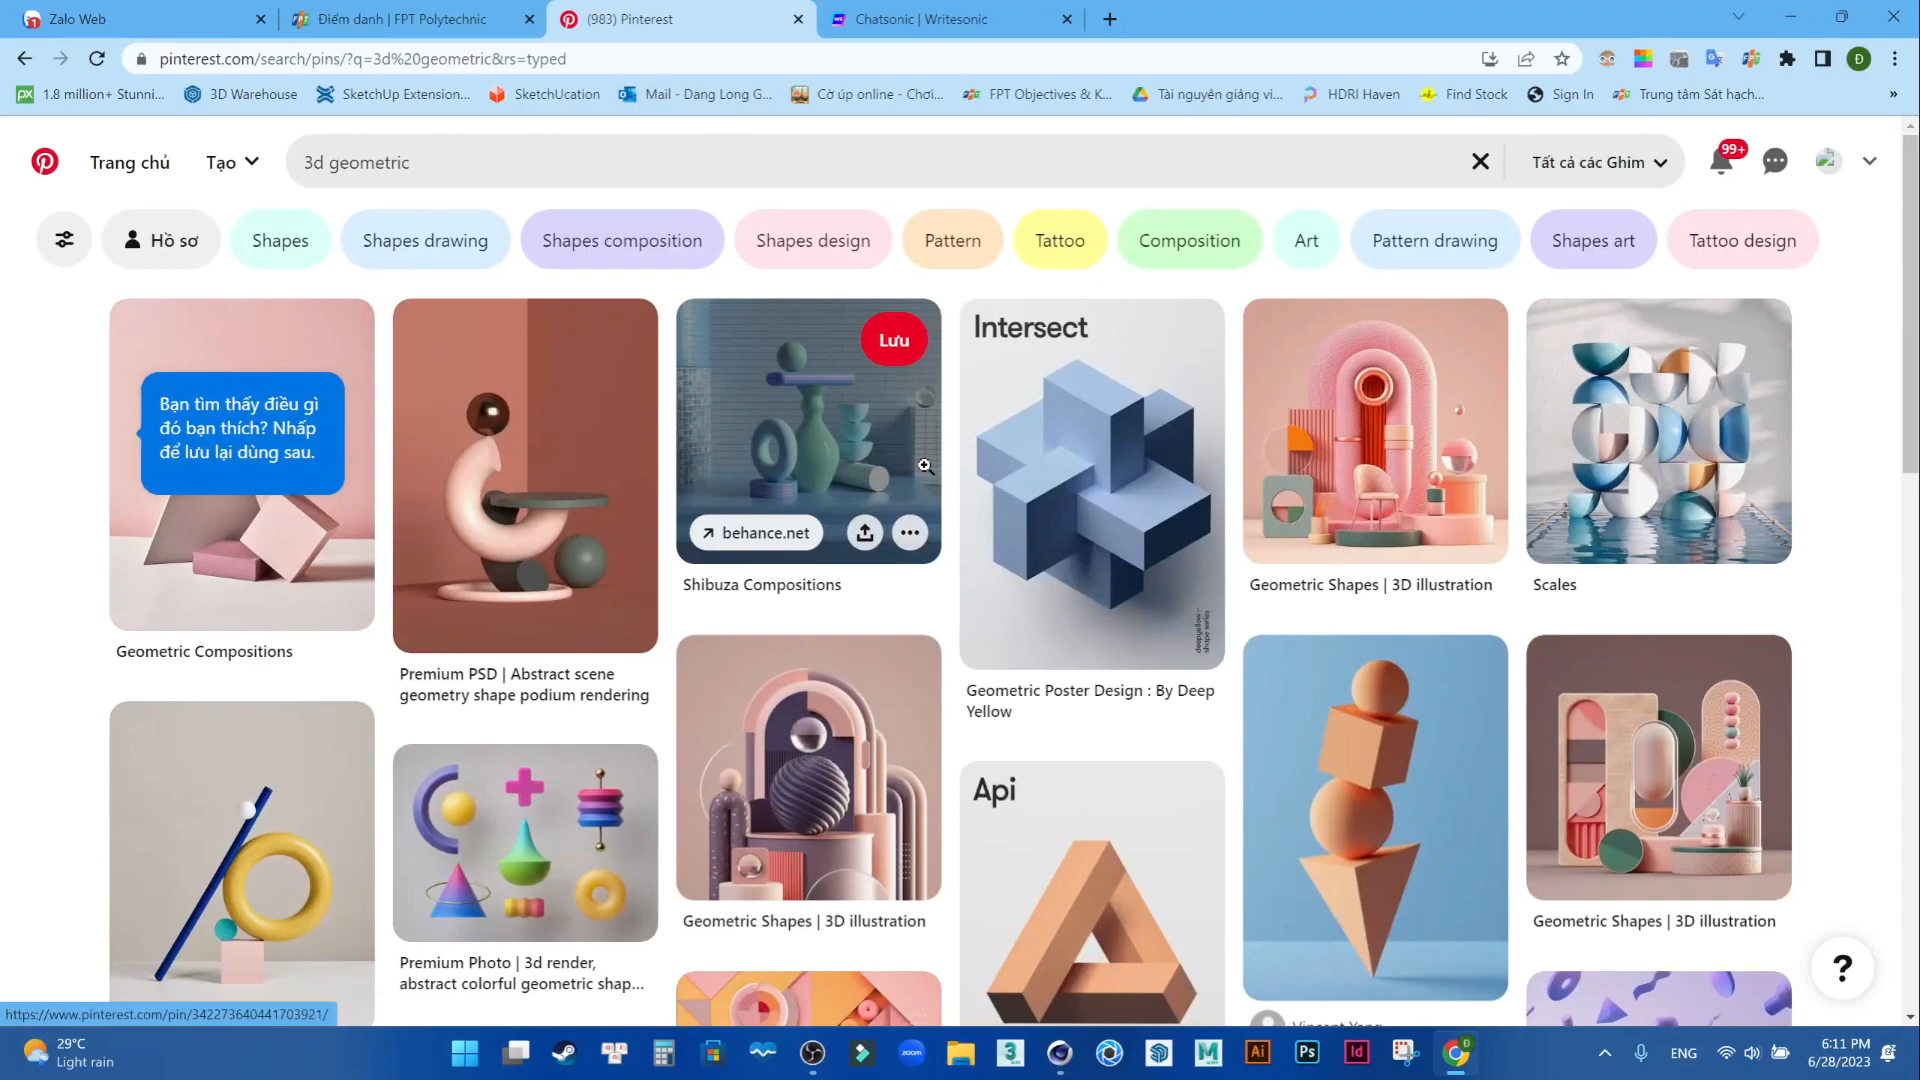 Zalo Web
Điểm danh | FPT Polytechnic
(983) Pinterest
Chatsonic | Writesonic
pinterest.com/search/pins/?q=3d%20geometric&rs=typed
1.8 million+ Stunni...
3D Warehouse
SketchUp Extension...
SketchUcation
Mail - Dang Long G...
Cờ úp online - Chơi...
FPT Objectives & K...
Tài nguyên giảng vi...
HDRI Haven
Find Stock
Sign In
Trung tâm Sát hạch...
»
Trang chủ
Tạo
3d geometric
Tất cả các Ghim
99+
Hồ sơ
Shapes
Shapes drawing
Shapes composition
Shapes design
Pattern
Tattoo
Composition
Art
Pattern drawing
Shapes art
Tattoo design
Bạn tìm thấy điều gì
đó bạn thích? Nhấp
để lưu lại dùng sau.
Geometric Compositions
Premium PSD | Abstract scene
geometry shape podium rendering
Lưu
behance.net
Shibuza Compositions
Intersect
deepyellow –
shape series
Geometric Poster Design : By Deep
Yellow
Geometric Shapes | 3D illustration
Scales
Premium Photo | 3d render,
abstract colorful geometric shap...
Geometric Shapes | 3D illustration
Api
Geometric Shapes | 3D illustration
?
https://www.pinterest.com/pin/342273640441703921/
29°C
Light rain
zoom
3
M
Ai
Ps
Id
ENG
6:11 PM
6/28/2023